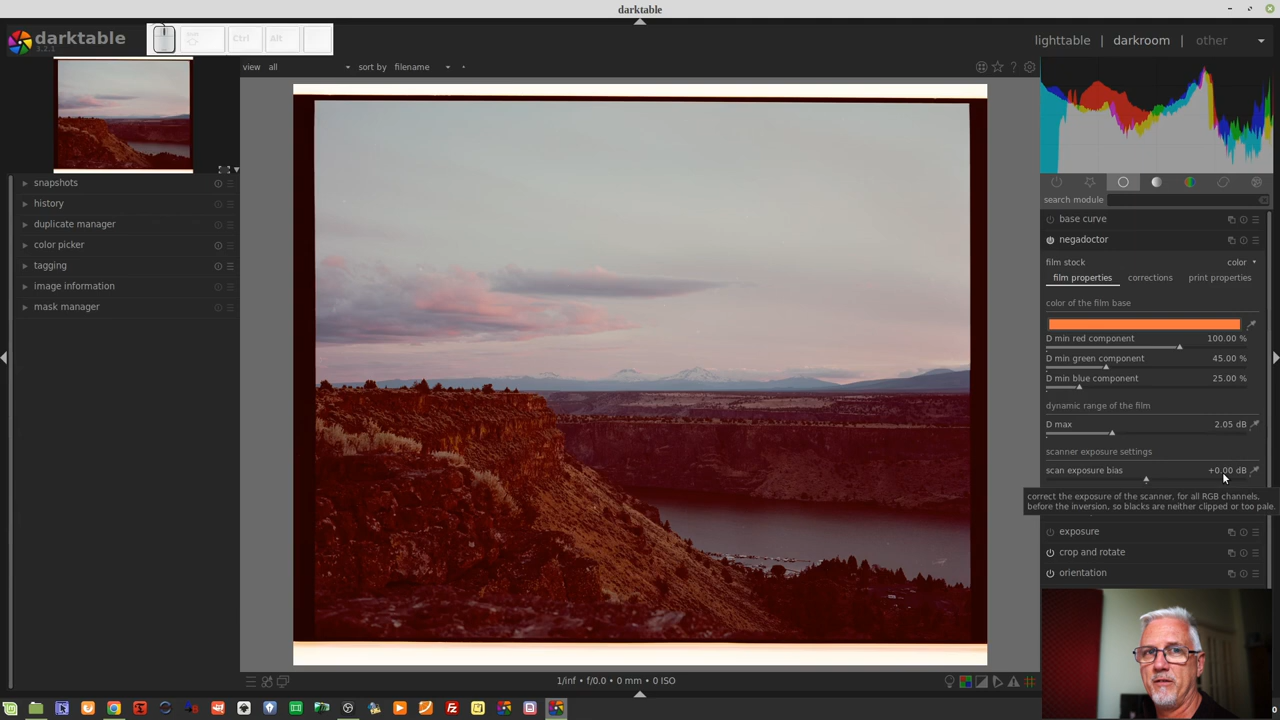 darktable
darktable
3.2.1
Ctrl
Alt
lighttable | darkroom | other
view all
sort by filename
snapshots
history
duplicate manager
color picker
tagging
image information
mask manager
search module
base curve
negadoctor
film stock color
film properties corrections print properties
color of the film base
D min red component 100.00 %
D min green component 45.00 %
D min blue component 25.00 %
dynamic range of the film
D max 2.05 dB
scanner exposure settings
scan exposure bias +0.00 dB
correct the exposure of the scanner, for all RGB channels,
before the inversion, so blacks are neither clipped or too pale.
exposure
crop and rotate
orientation
1/inf • f/0.0 • 0 mm • 0 ISO